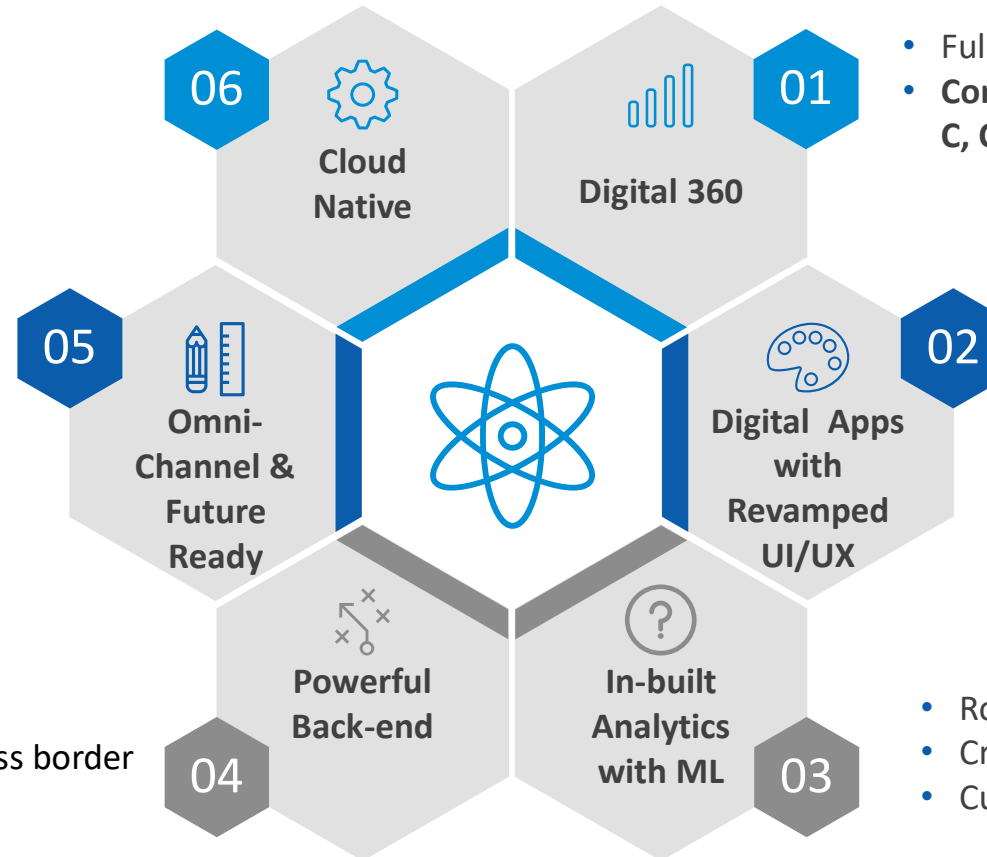 06
Cloud
Native
01
Digital 360
• Ful
• Cor
C, C
05
Omni-
Channel &
Future
Ready
02
Digital Apps
with
Revamped
UI/UX
04
Powerful
Back-end
ss border
03
In-built
Analytics
with ML
• Ro
• Cr
• Cu